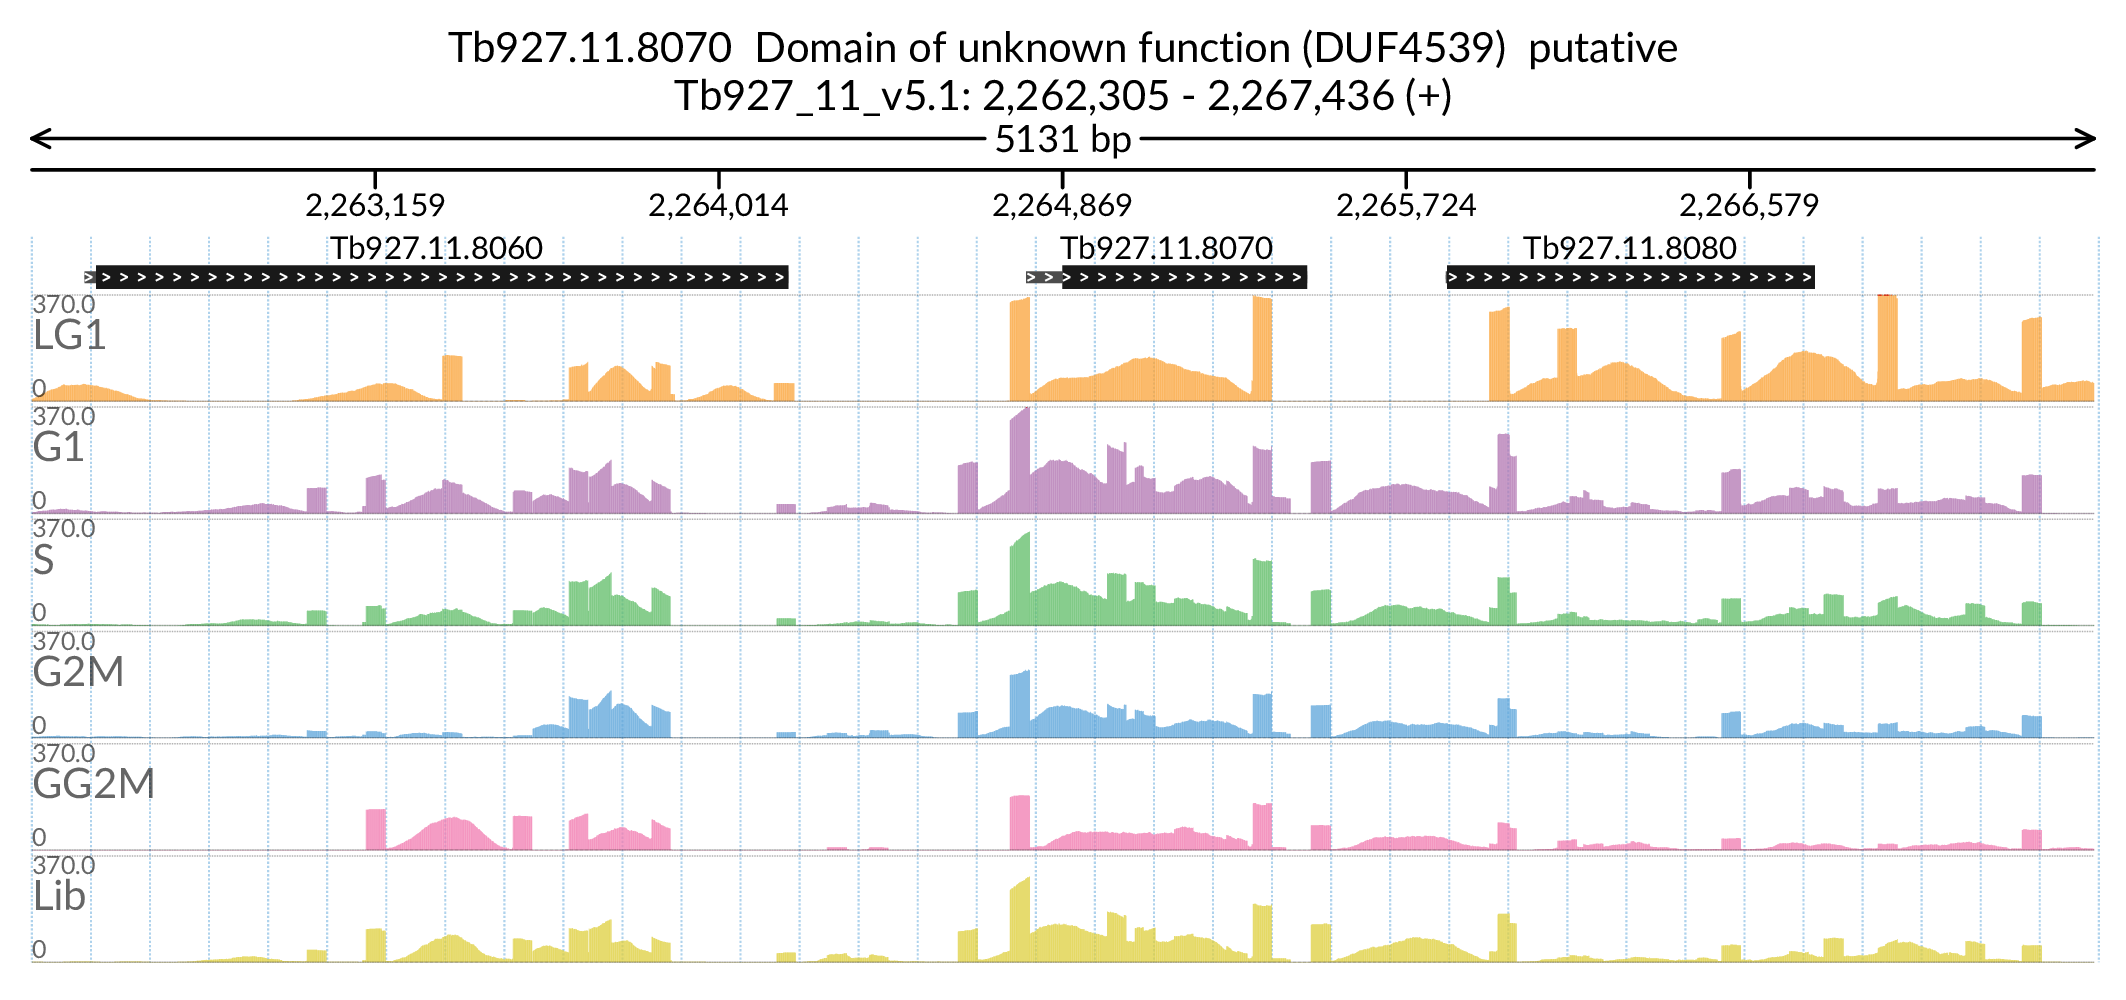 Tb927.11.8070  Domain of unknown function (DUF4539)  putative
Tb927_11_v5.1: 2,262,305 - 2,267,436 (+)
5131 bp
2,263,159 2,264,014 2,264,869 2,265,724 2,266,579
Tb927.11.8060 Tb927.11.8070 Tb927.11.8080
370.0
LG1
0
370.0
G1
0
370.0
S
0
370.0
G2M
0
370.0
GG2M
0
370.0
Lib
0